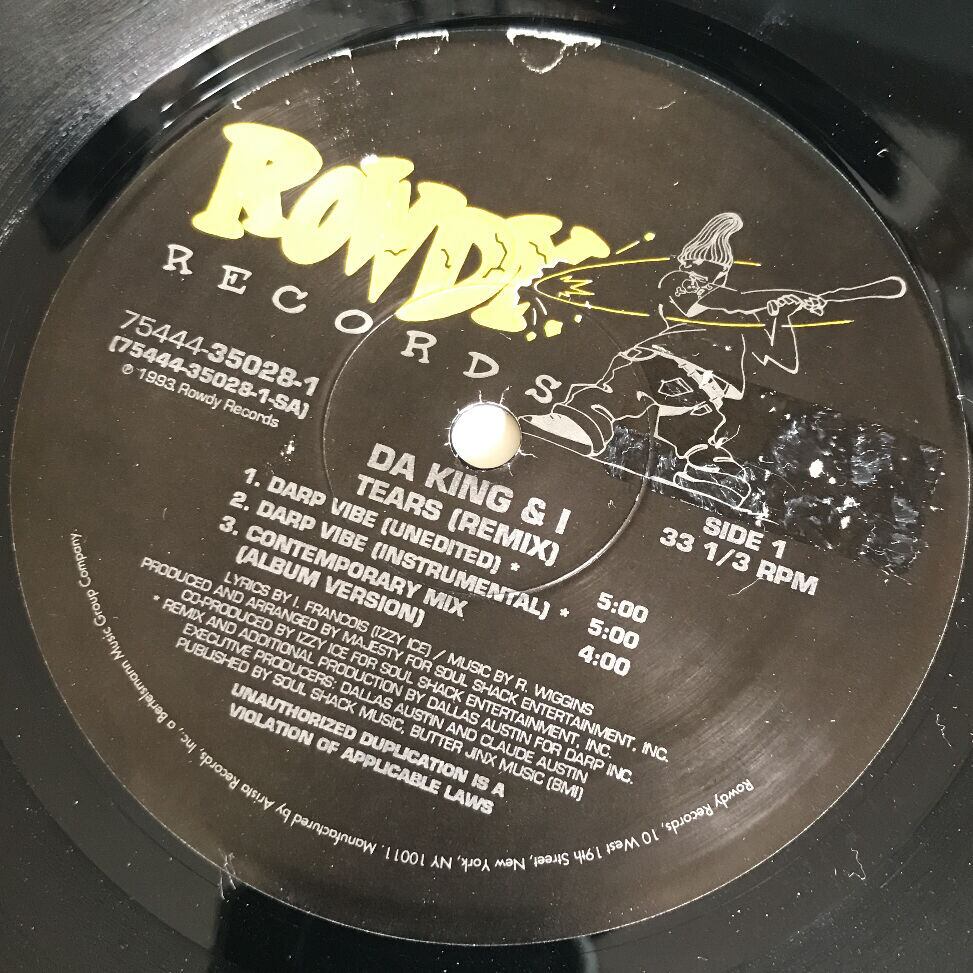 ROWDY
RECORDS
75444-35028-1
(75444-35028-1-SA)
℗ 1993 Rowdy Records
DA KING & I
TEARS (REMIX)
SIDE 1
33 1/3 RPM
1. DARP VIBE (UNEDITED) * 5:00
2. DARP VIBE (INSTRUMENTAL) * 5:00
3. CONTEMPORARY MIX 4:00
(ALBUM VERSION)
LYRICS BY I. FRANCOIS (IZZY ICE) / MUSIC BY R. WIGGINS
PRODUCED AND ARRANGED BY MAJESTY FOR SOUL SHACK ENTERTAINMENT, INC.
CO-PRODUCED BY IZZY ICE FOR SOUL SHACK ENTERTAINMENT, INC.
* REMIX AND ADDITIONAL PRODUCTION BY DALLAS AUSTIN FOR DARP INC.
EXECUTIVE PRODUCERS: DALLAS AUSTIN AND CLAUDE AUSTIN
PUBLISHED BY SOUL SHACK MUSIC, BUTTER JINX MUSIC (BMI)
UNAUTHORIZED DUPLICATION IS A
VIOLATION OF APPLICABLE LAWS
Rowdy Records, 10 West 19th Street, New York, NY 10011. Manufactured by Arista Records, Inc., a Bertelsmann Music Group Company.